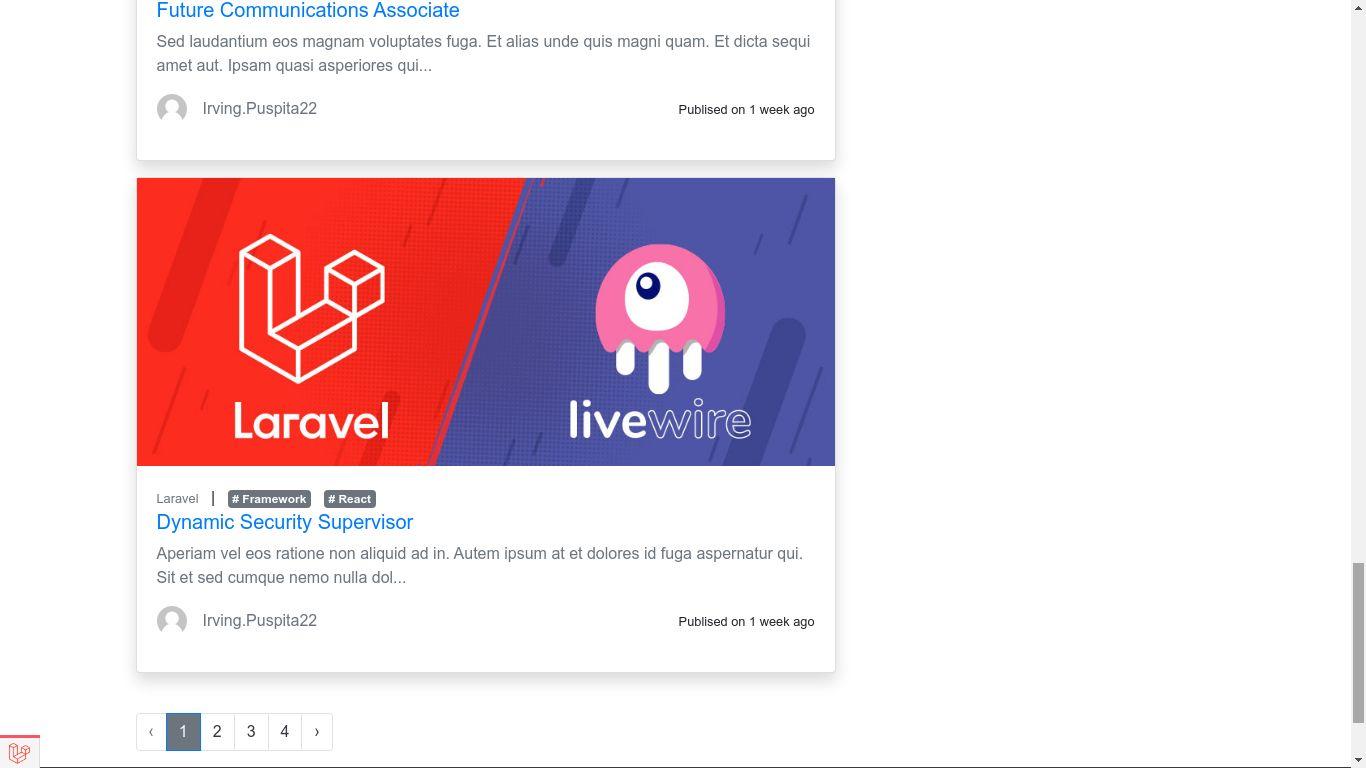 Future Communications Associate
Sed laudantium eos magnam voluptates fuga. Et alias unde quis magni quam. Et dicta sequi
amet aut. Ipsam quasi asperiores qui...
Irving.Puspita22
Publised on 1 week ago
Laravel
livewire
Laravel | # Framework # React
Dynamic Security Supervisor
Aperiam vel eos ratione non aliquid ad in. Autem ipsum at et dolores id fuga aspernatur qui.
Sit et sed cumque nemo nulla dol...
Irving.Puspita22
Publised on 1 week ago
‹ 1 2 3 4 ›